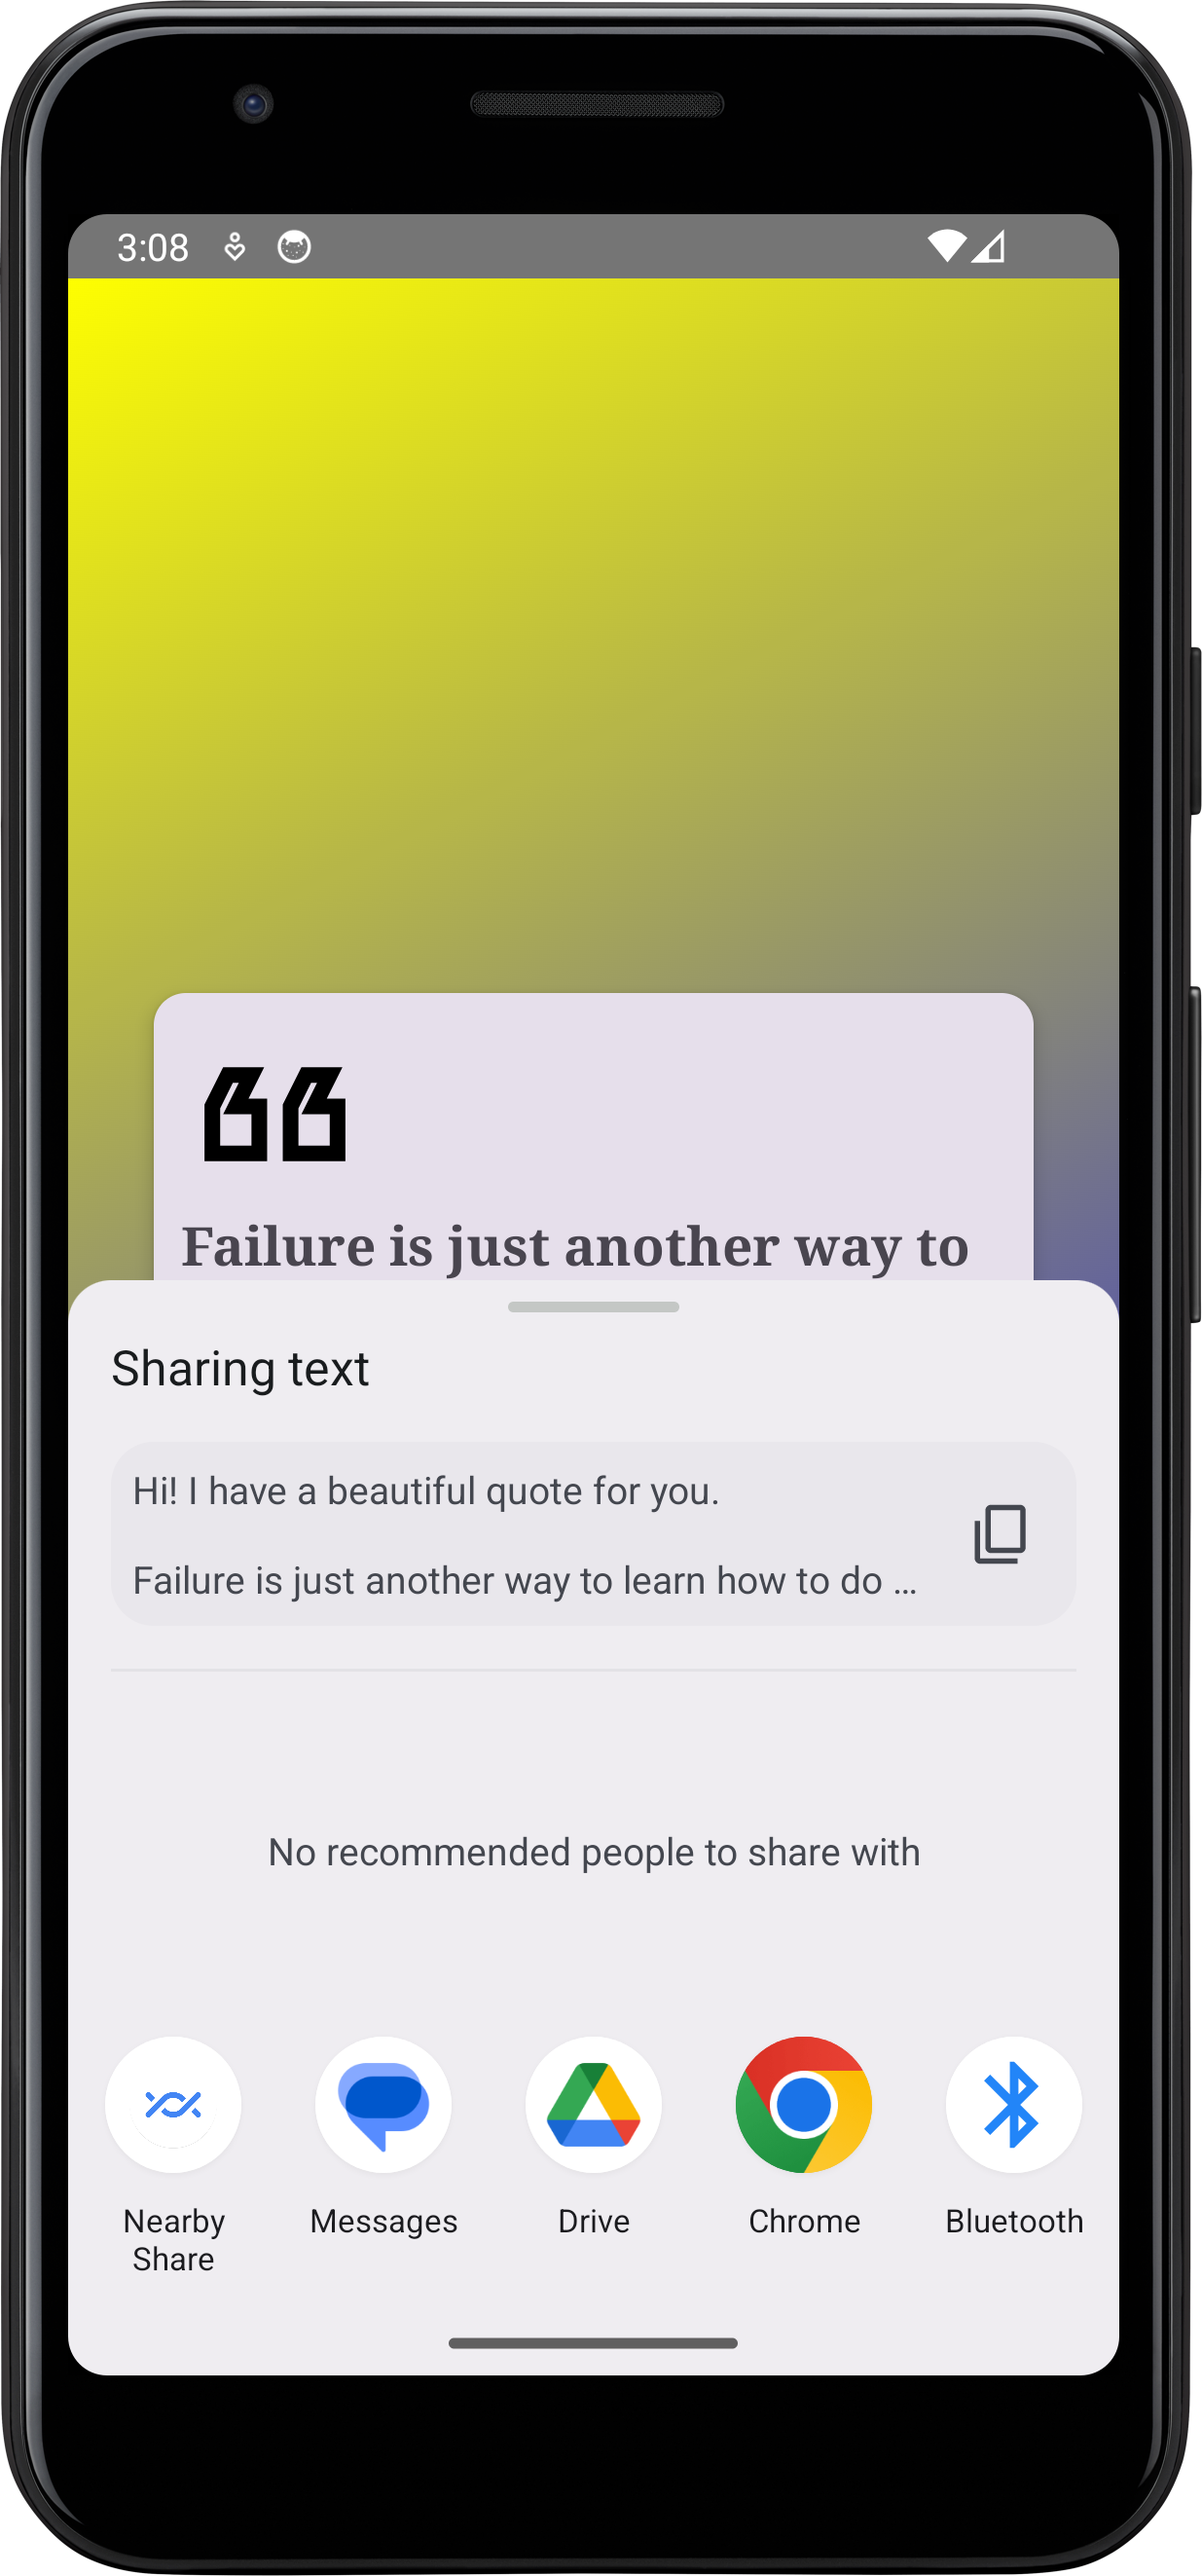 3:08
Failure is just another way to
Sharing text
Hi! I have a beautiful quote for you.
Failure is just another way to learn how to do ...
No recommended people to share with
Nearby
Share
Messages
Drive
Chrome
Bluetooth